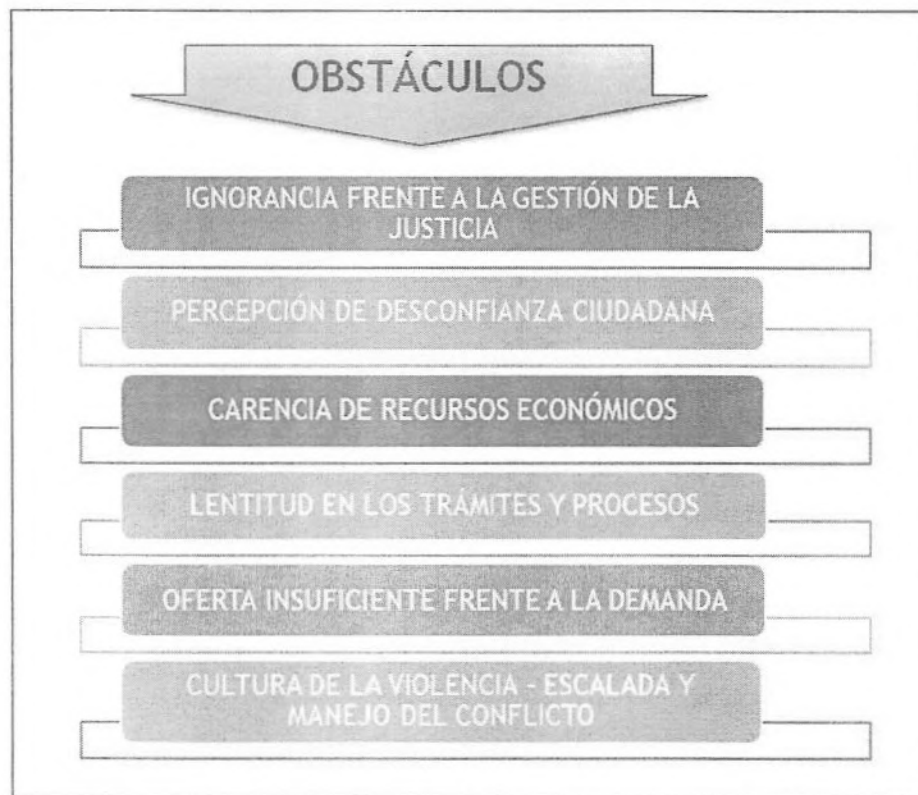 OBSTÁCULOS
IGNORANCIA FRENTE A LA GESTIÓN DE LA
JUSTICIA
PERCEPCIÓN DE DESCONFIANZA CIUDADANA
CARENCIA DE RECURSOS ECONÓMICOS
LENTITUD EN LOS TRÁMITES Y PROCESOS
OFERTA INSUFICIENTE FRENTE A LA DEMANDA
CULTURA DE LA VIOLENCIA - ESCALADA Y
MANEJO DEL CONFLICTO